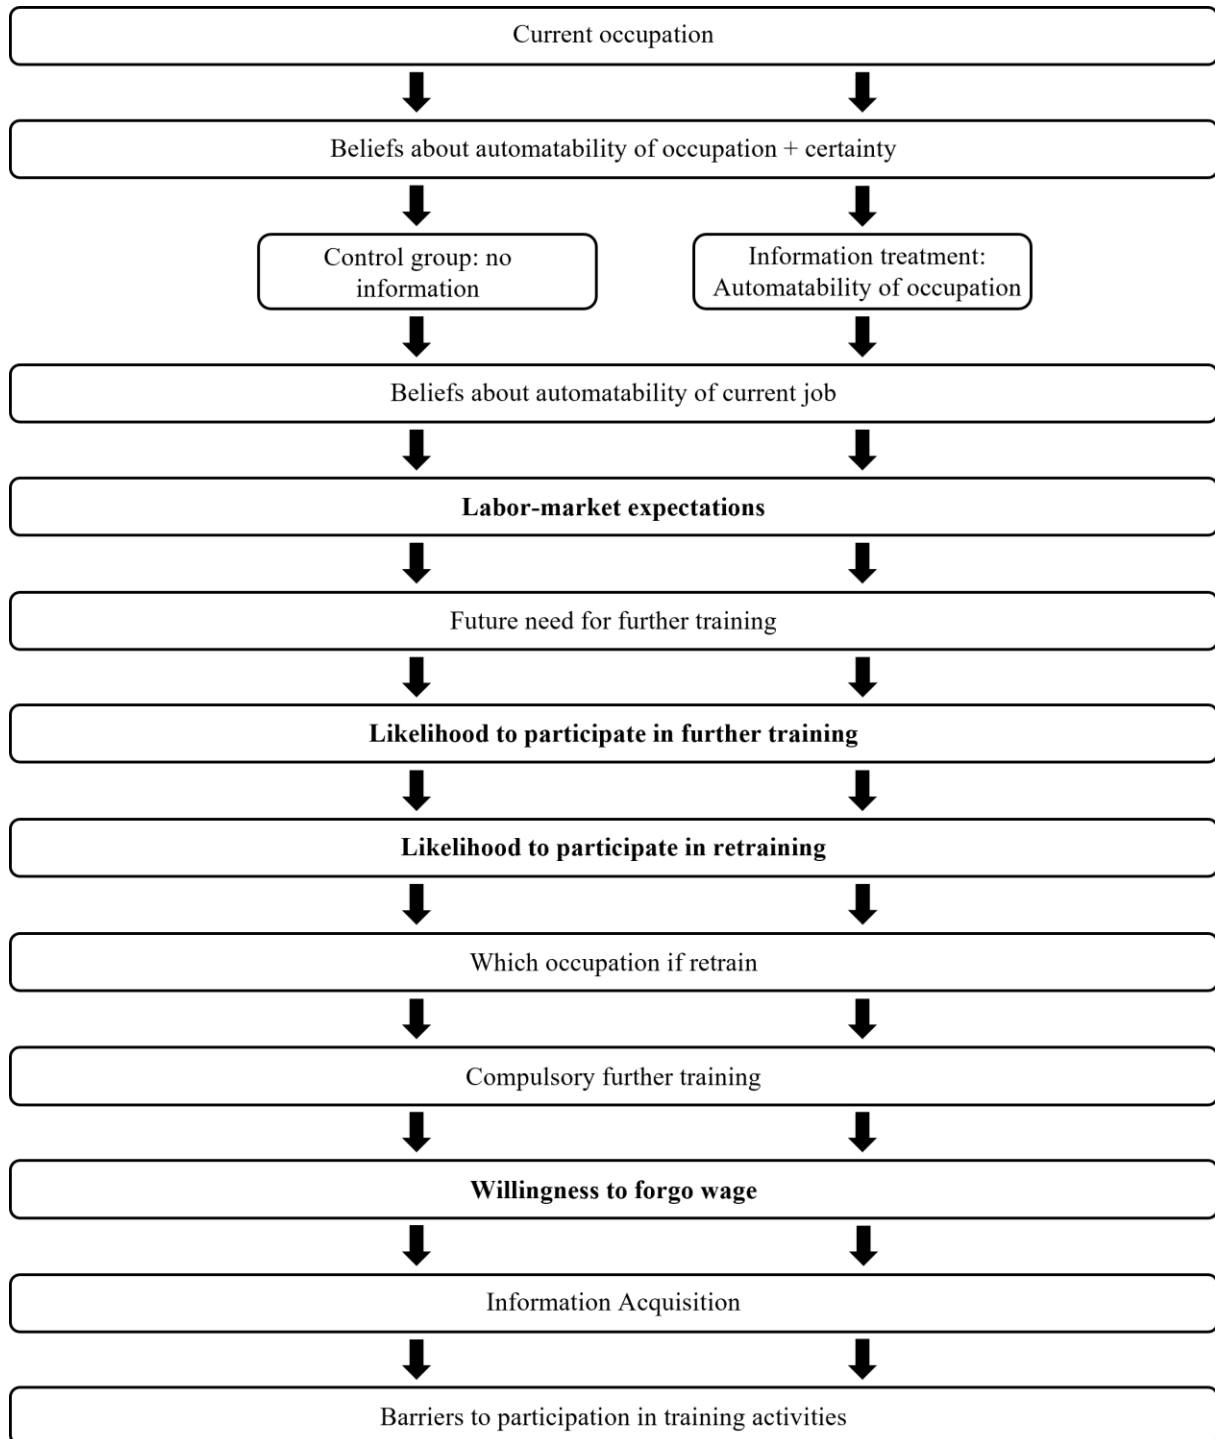 Current occupation
Beliefs about automatability of occupation + certainty
Control group: no
information
Information treatment:
Automatability of occupation
Beliefs about automatability of current job
Labor-market expectations
Future need for further training
Likelihood to participate in further training
Likelihood to participate in retraining
Which occupation if retrain
Compulsory further training
Willingness to forgo wage
Information Acquisition
Barriers to participation in training activities